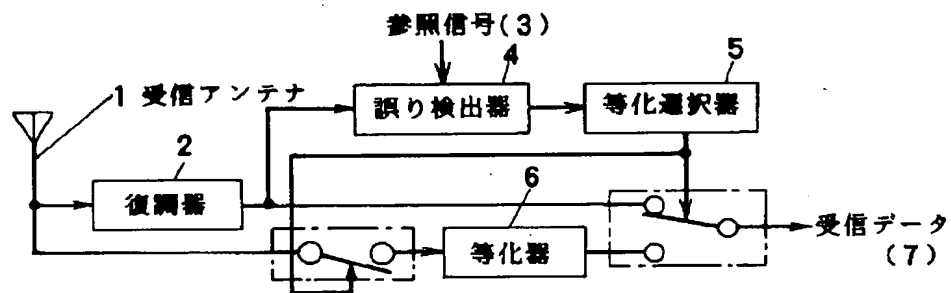 参照信号(3)
4
5
1 受信アンテナ
誤り検出器
等化選択器
2
復調器
6
等化器
受信データ
(7)